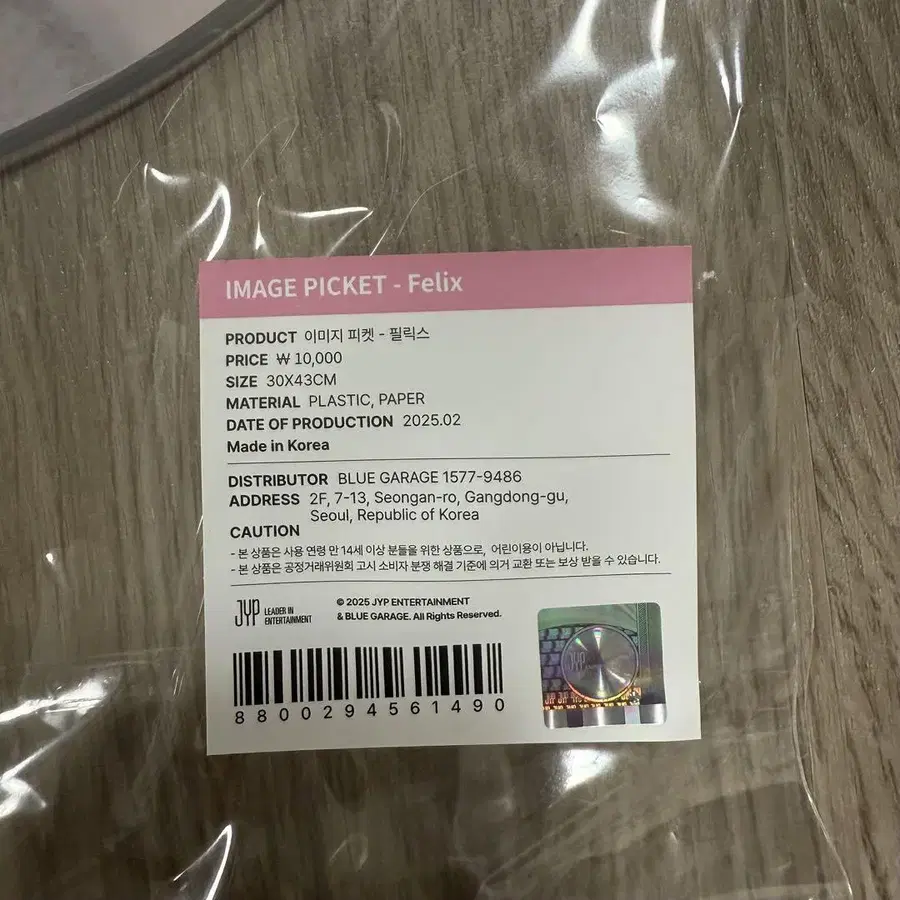 IMAGE PICKET - Felix
PRODUCT 이미지 피켓 - 필릭스
PRICE ₩ 10,000
SIZE 30X43CM
MATERIAL PLASTIC, PAPER
DATE OF PRODUCTION 2025.02
Made in Korea
DISTRIBUTOR BLUE GARAGE 1577-9486
ADDRESS 2F, 7-13, Seongan-ro, Gangdong-gu,
Seoul, Republic of Korea
CAUTION
- 본 상품은 사용 연령 만 14세 이상 분들을 위한 상품으로, 어린이용이 아닙니다.
- 본 상품은 공정거래위원회 고시 소비자 분쟁 해결 기준에 의거 교환 또는 보상 받을 수 있습니다.
JYP LEADER IN
ENTERTAINMENT
© 2025 JYP ENTERTAINMENT
& BLUE GARAGE. All Rights Reserved.
8800294561490
JYP